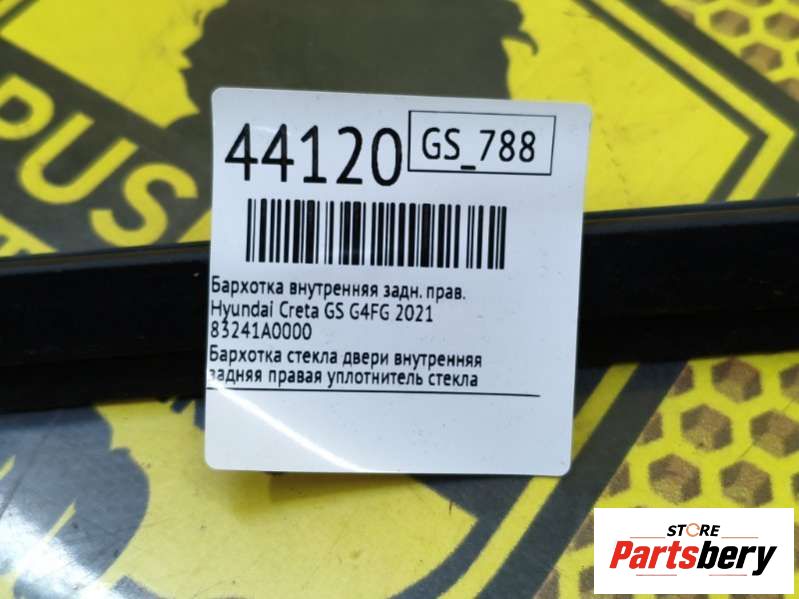 44120
GS_788
Бархотка внутренняя задн. прав.
Hyundai Creta GS G4FG 2021
83241A0000
Бархотка стекла двери внутренняя
задняя правая уплотнитель стекла
PUS
STORE
Partsbery